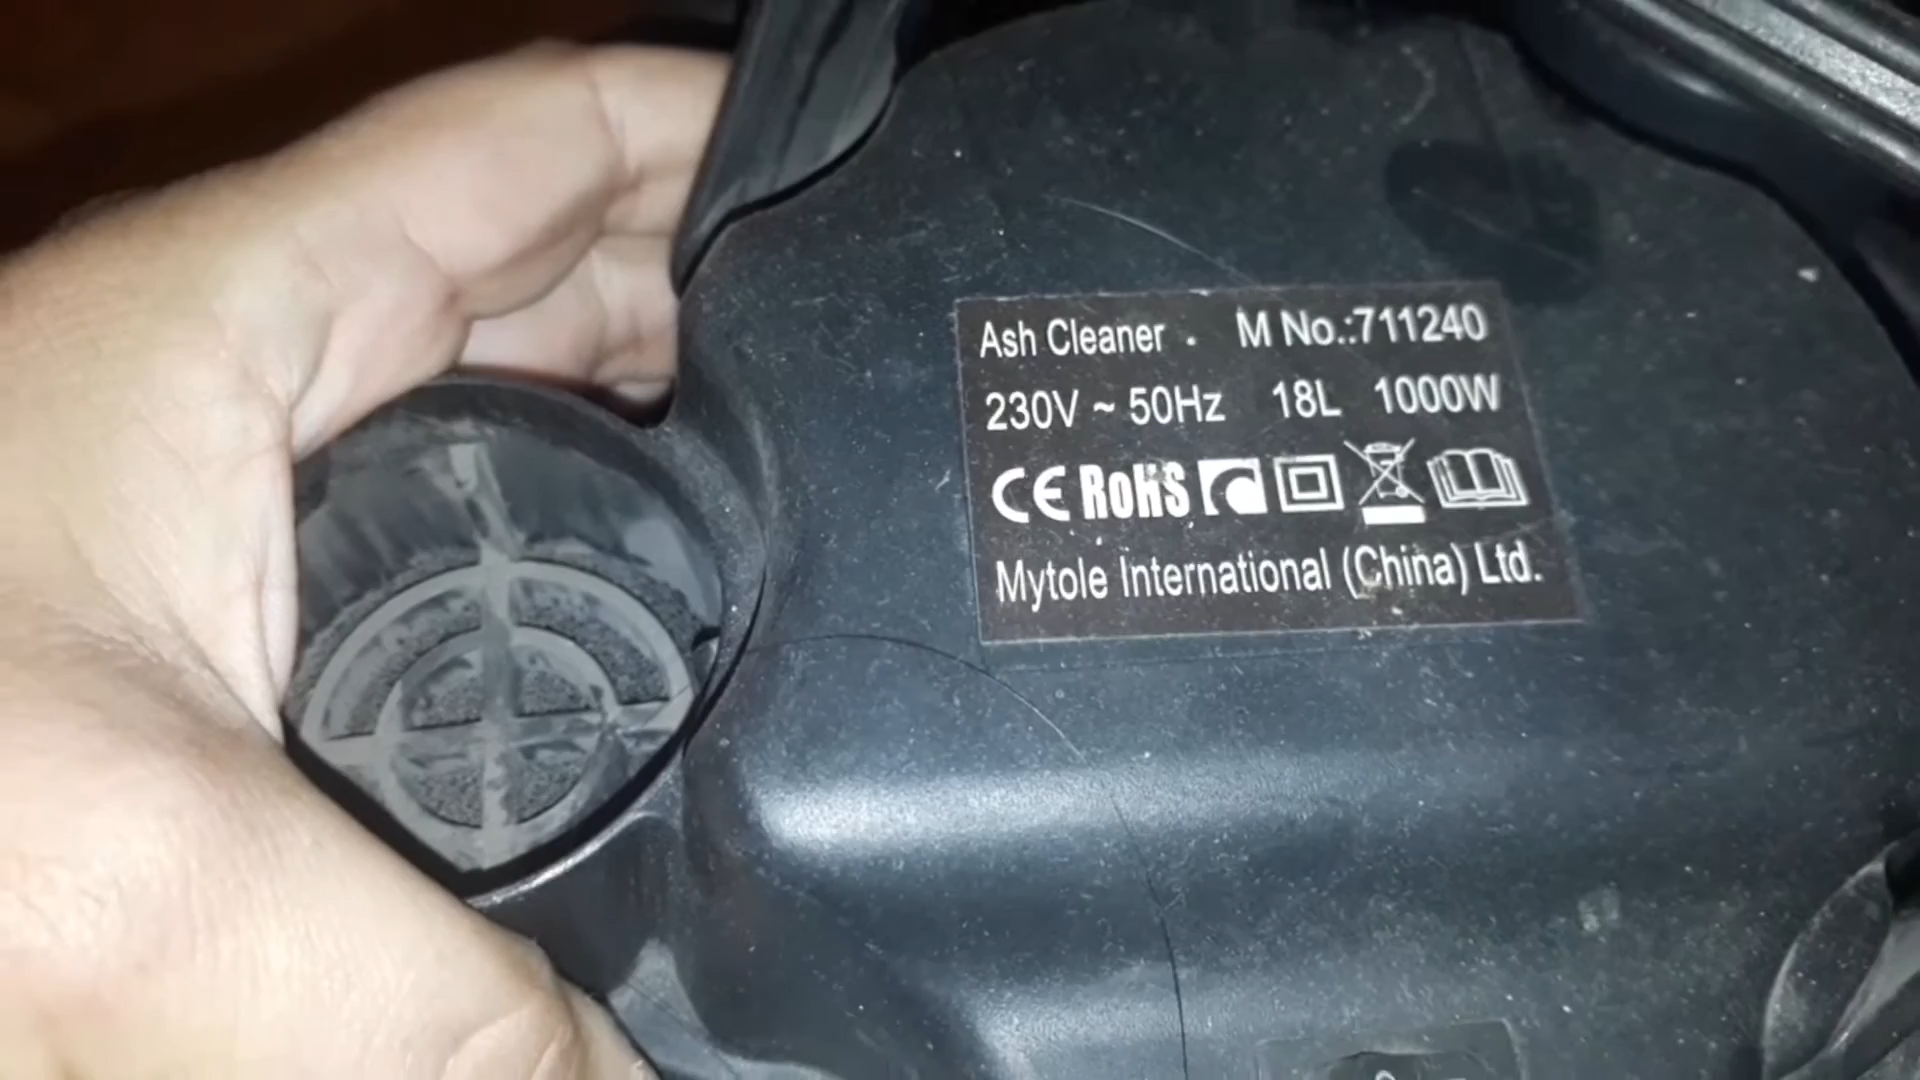 Ash Cleaner . M No.:711240
230V ~ 50Hz 18L 1000W
CE RoHS
Mytole International (China) Ltd.